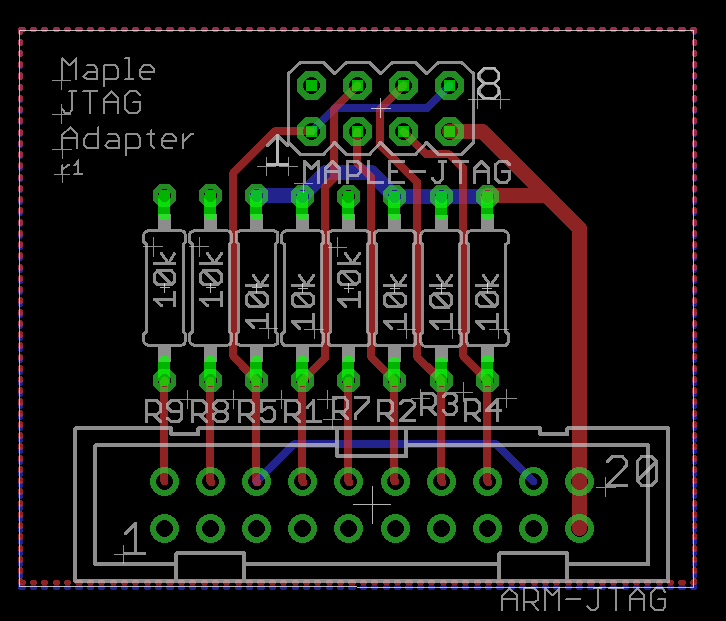 Maple
JTAG
Adapter
r1
8
1
MAPLE-JTAG
10k 10k 10k 10k 10k 10k 10k 10k
R9 R8 R5 R1 R7 R2 R3 R4
20
1
ARM-JTAG